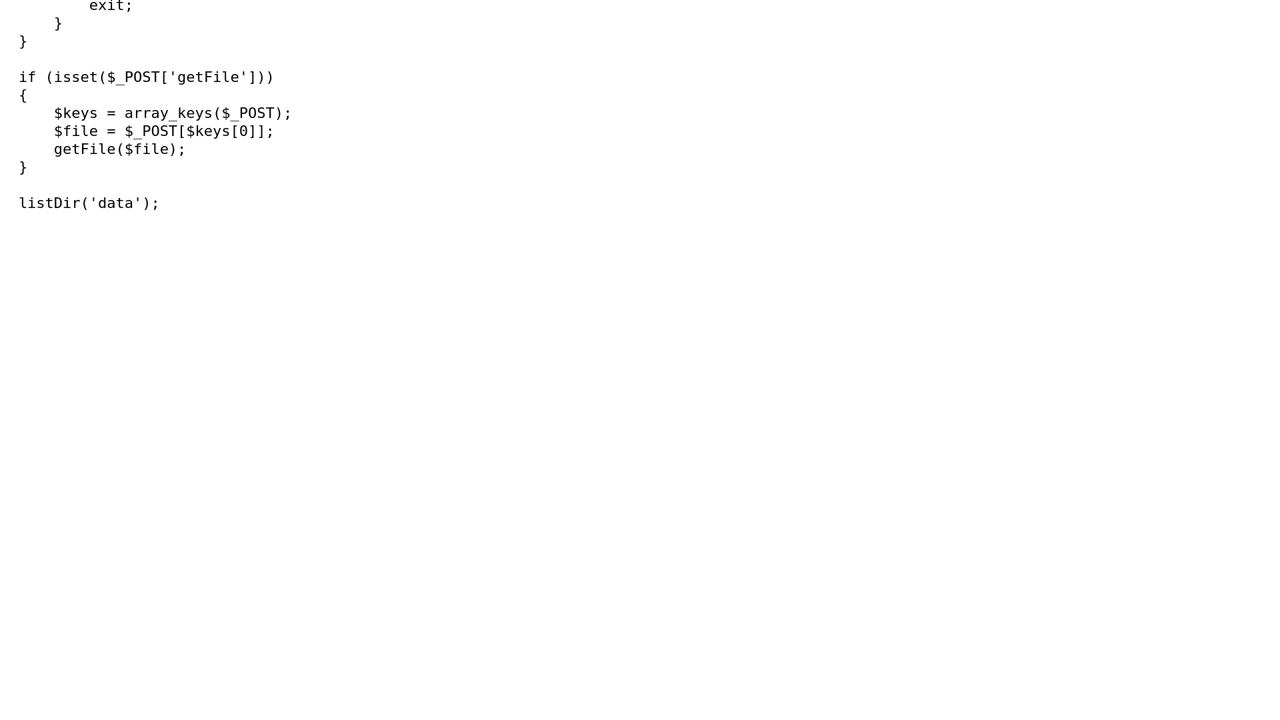 exit;
    }
}

if (isset($_POST['getFile']))
{
    $keys = array_keys($_POST);
    $file = $_POST[$keys[0]];
    getFile($file);
}

listDir('data');